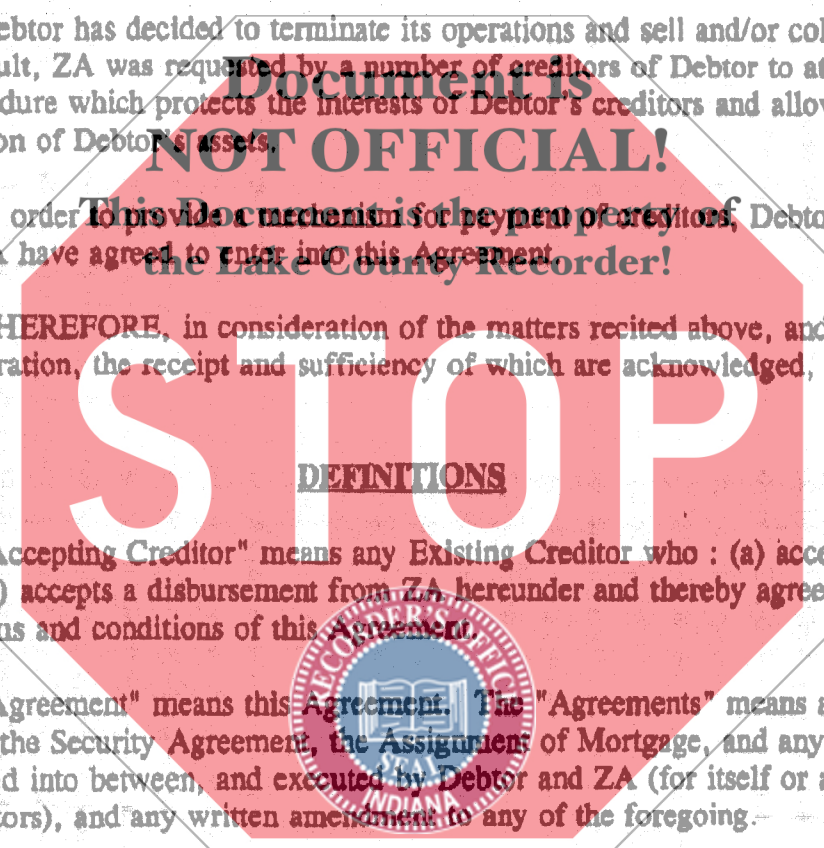 ebtor has decided to terminate its operations and sell and/or col
ult, ZA was requested by a number of creditors of Debtor to at
Document is
dure which protects the interests of Debtor's creditors and allov
on of Debtor's assets.
NOT OFFICIAL!
order to provide a mechanism for payment of creditors, Debto
This Document is the property of
have agreed to enter into this Agreement.
the Lake County Recorder!
HEREFORE, in consideration of the matters recited above, and
ration, the receipt and sufficiency of which are acknowledged,
STOP
DEFINITIONS
Accepting Creditor" means any Existing Creditor who : (a) acce
) accepts a disbursement from ZA hereunder and thereby agree
ns and conditions of this Agreement.
RECORDER'S OFFICE
Agreement" means this Agreement. The "Agreements" means a
the Security Agreement, the Assignment of Mortgage, and any
d into between, and executed by Debtor and ZA (for itself or a
SEAL
INDIANA
tors), and any written amendment to any of the foregoing.